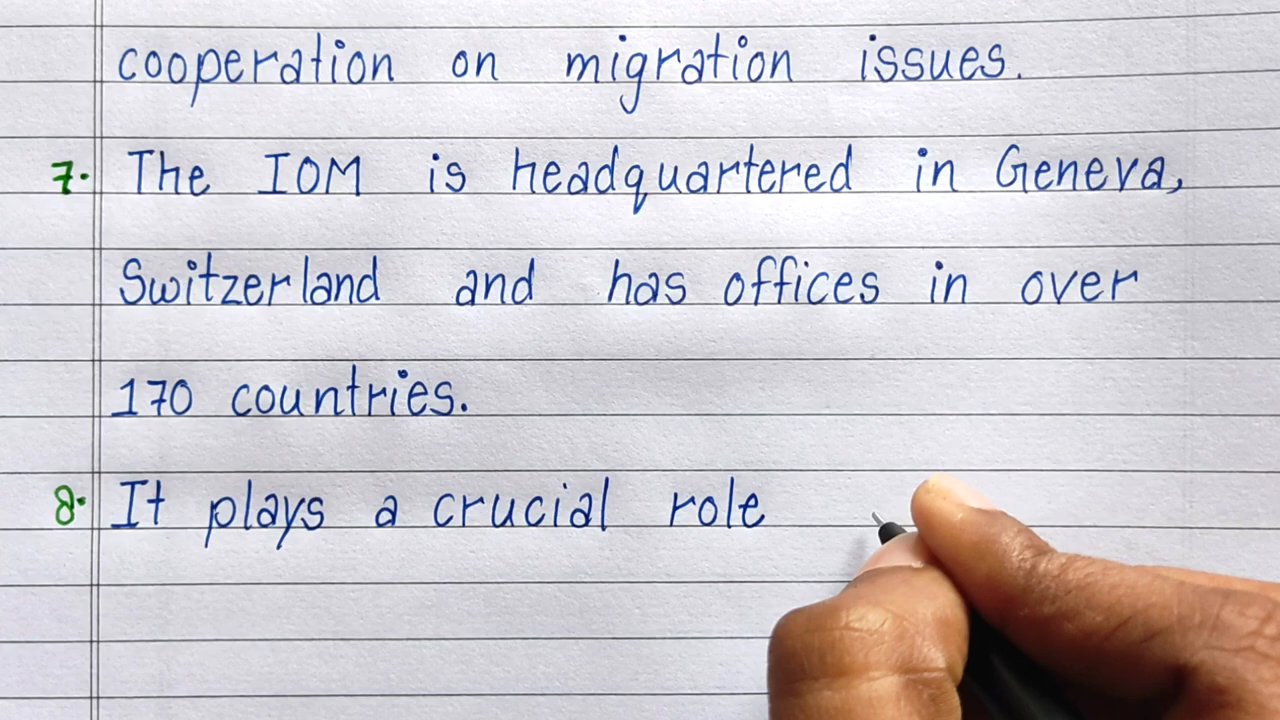 cooperation on migration issues.
7. The IOM is headquartered in Geneva,
Switzerland and has offices in over
170 countries.
8. It plays a crucial role